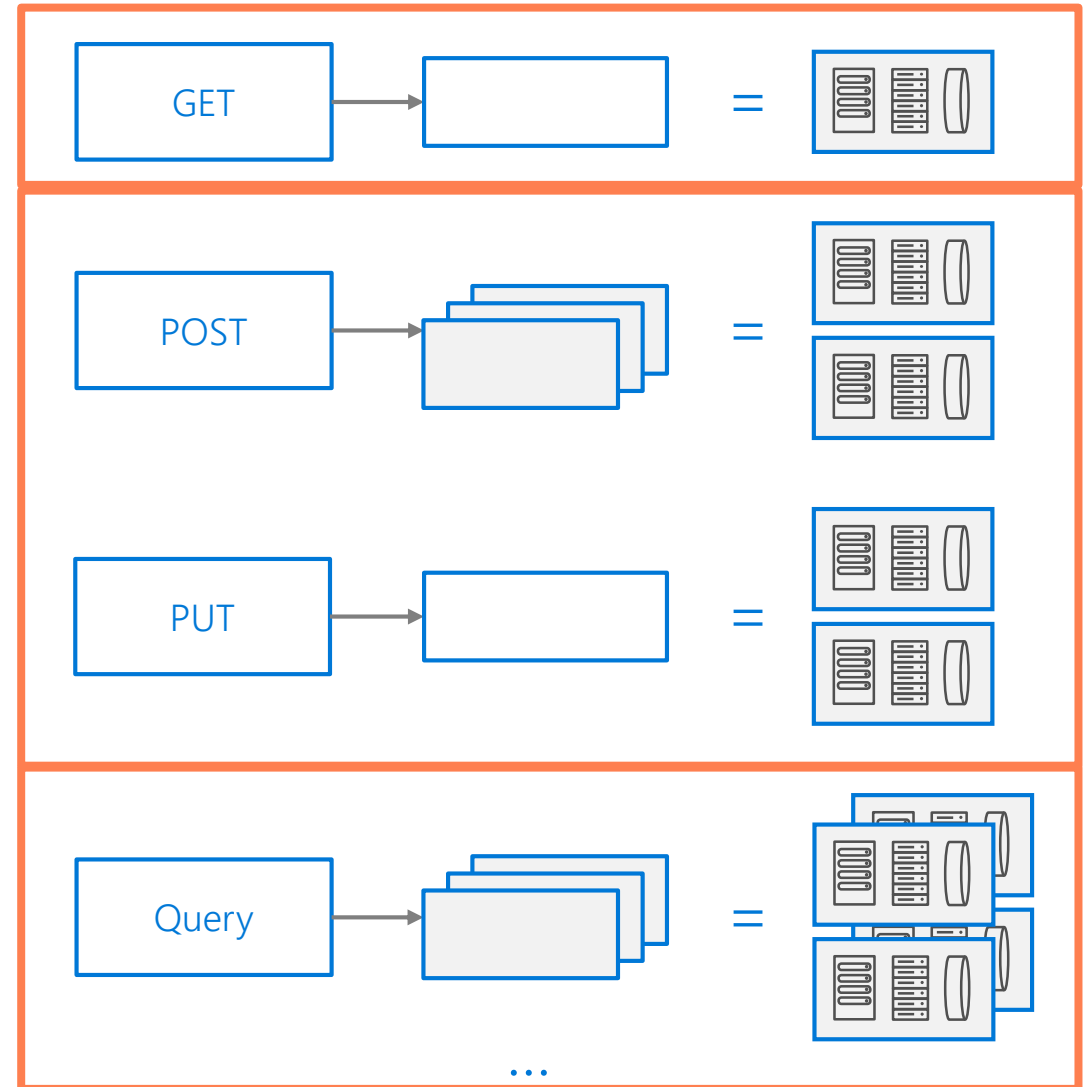 GET
=
POST
=
PUT
=
Query
=
...